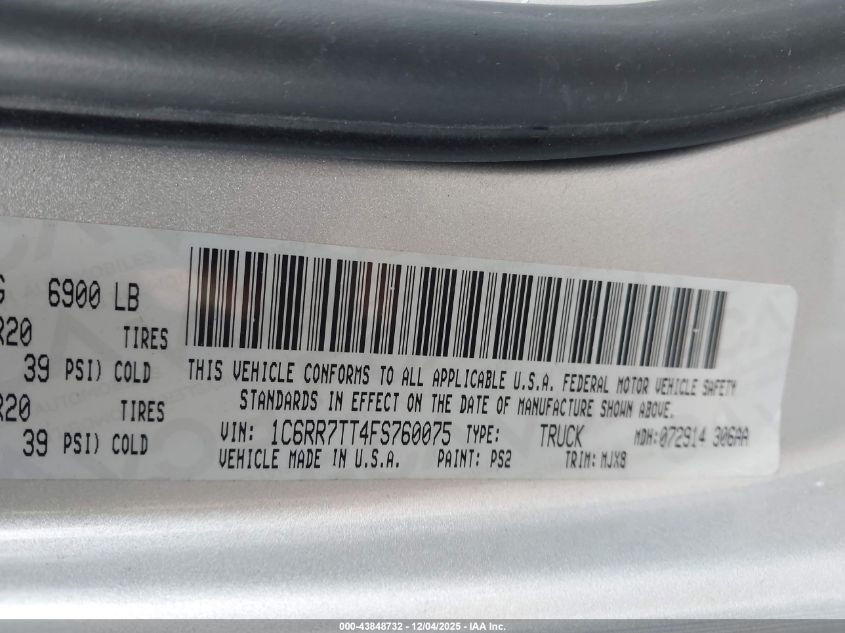 G 6900 LB
R20 TIRES
39 PSI) COLD
R20 TIRES
39 PSI) COLD
THIS VEHICLE CONFORMS TO ALL APPLICABLE U.S.A. FEDERAL MOTOR VEHICLE SAFETY
STANDARDS IN EFFECT ON THE DATE OF MANUFACTURE SHOWN ABOVE.
VIN: 1C6RR7TT4FS760075 TYPE: TRUCK MDH: 072914 306AA
VEHICLE MADE IN U.S.A. PAINT: PS2 TRIM: MJX8
000-43848732 - 12/04/2025 - IAA Inc.